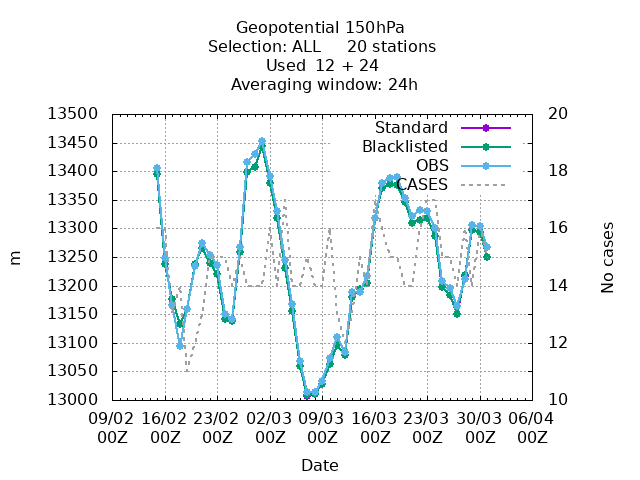 Geopotential 150hPa
Selection: ALL 20 stations
Used 12 + 24
Averaging window: 24h
13500
13450
13400
13350
13300
13250
13200
13150
13100
13050
13000
m
20
18
16
14
12
10
No cases
Standard
Blacklisted
OBS
CASES
09/02 16/02 23/02 02/03 09/03 16/03 23/03 30/03 06/04
00Z 00Z 00Z 00Z 00Z 00Z 00Z 00Z 00Z
Date